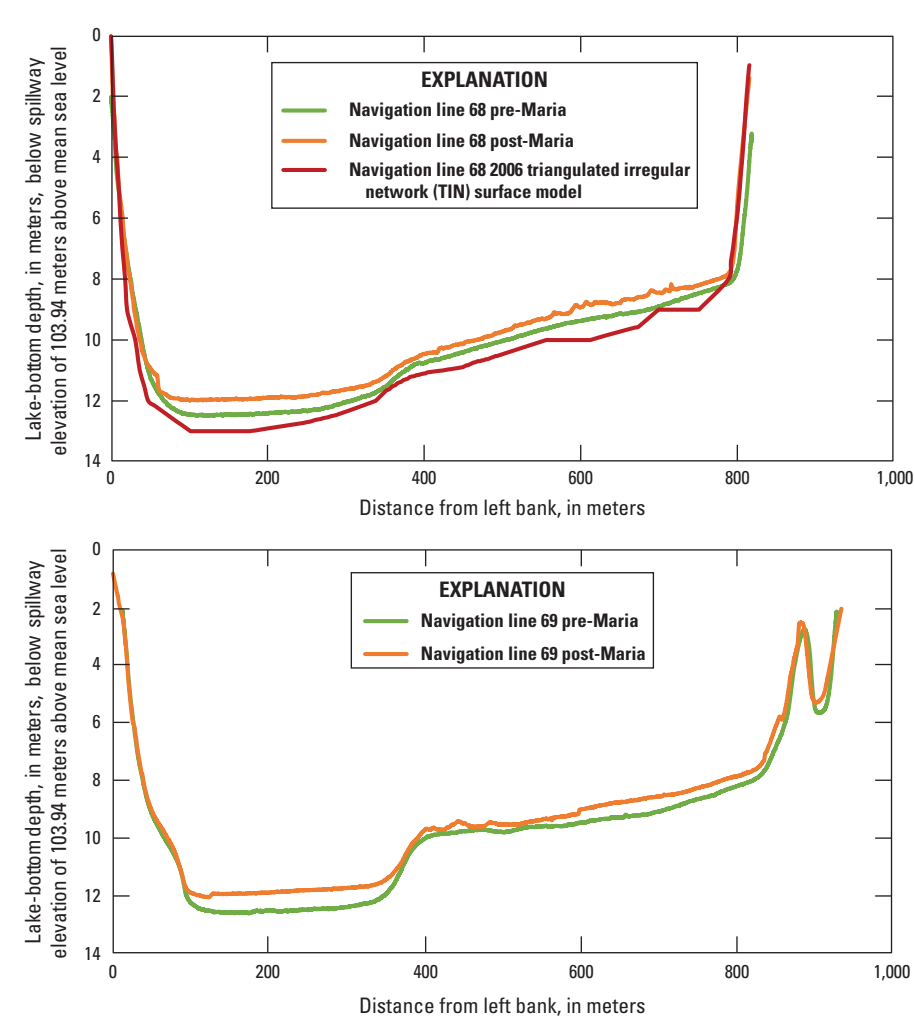 Lake-bottom depth, in meters, below spillway
elevation of 103.94 meters above mean sea level
0
2
4
6
8
10
12
14
EXPLANATION
Navigation line 68 pre-Maria
Navigation line 68 post-Maria
Navigation line 68 2006 triangulated irregular
network (TIN) surface model
0
200
400
600
800
1,000
Distance from left bank, in meters
Lake-bottom depth, in meters, below spillway
elevation of 103.94 meters above mean sea level
0
2
4
6
8
10
12
14
EXPLANATION
Navigation line 69 pre-Maria
Navigation line 69 post-Maria
0
200
400
600
800
1,000
Distance from left bank, in meters